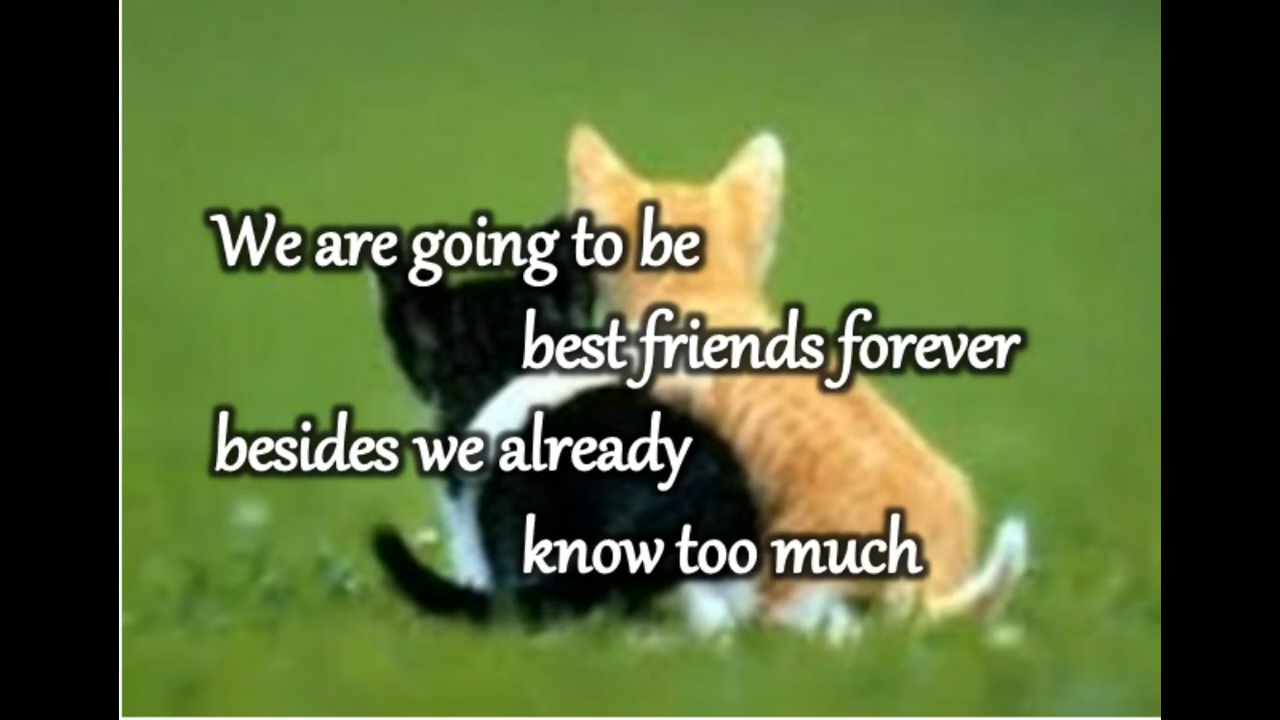 We are going to be
best friends forever
besides we already
know too much